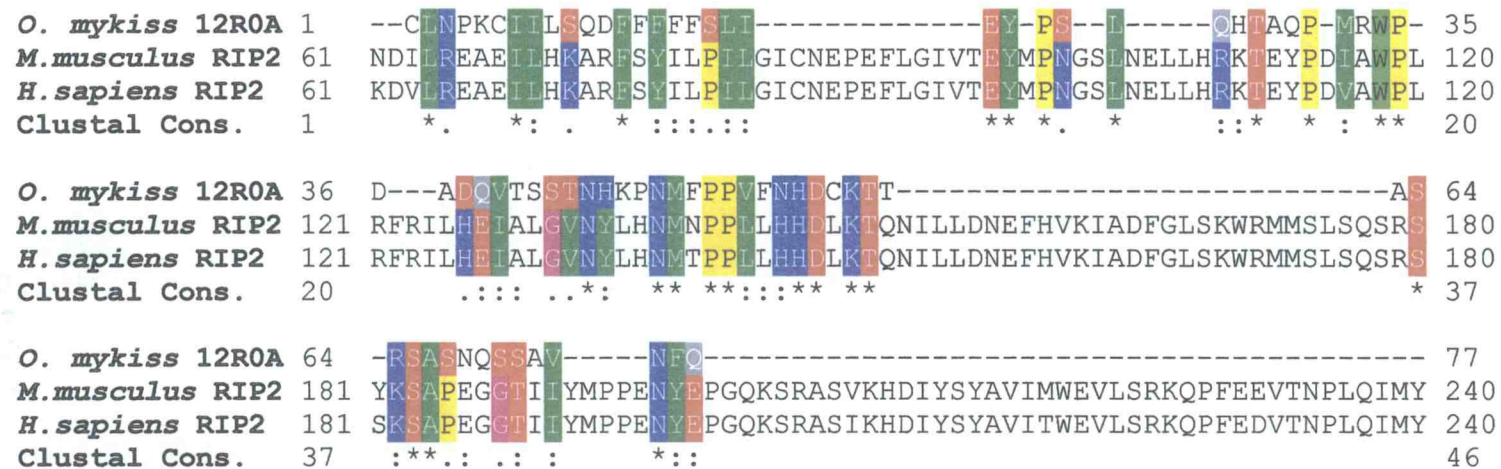 O. mykiss 12R0A 1 --CLNPKCILLSQDFFFFFSLI-------------EY-PS--L-----QHTAQP-MRWP- 35
M.musculus RIP2 61 NDILREAEILHKARFSYILPILGICNEPEFLGIVTEYMPNGSLNELLHRKTEYPDIAWPL 120
H.sapiens RIP2 61 KDVLREAEILHKARFSYILPILGICNEPEFLGIVTEYMPNGSLNELLHRKTEYPDVAWPL 120
Clustal Cons. 1 *.   *: .  * :::.::             ** *.  *     ::*  * : ** 20
O. mykiss 12R0A 36 D---ADQVTSSTNHKPNMFPPVFNHDCKTT----------------------------AS 64
M.musculus RIP2 121 RFRILHEIALGVNYLHNMNPPLLHHDLKTQNILLDNEFHVKIADFGLSKWRMMSLSQSRS 180
H.sapiens RIP2 121 RFRILHEIALGVNYLHNMTPPLLHHDLKTQNILLDNEFHVKIADFGLSKWRMMSLSQSRS 180
Clustal Cons. 20 .:::  ..*:  ** **:::** **                              * 37
O. mykiss 12R0A 64 -RSASNQSSAV-----NFQ----------------------------------------- 77
M.musculus RIP2 181 YKSAPEGGTIIYMPPENYEPGQKSRASVKHDIYSYAVIMWEVLSRKQPFEEVTNPLQIMY 240
H.sapiens RIP2 181 SKSAPEGGTIIYMPPENYEPGQKSRASIKHDIYSYAVITWEVLSRKQPFEDVTNPLQIMY 240
Clustal Cons. 37 :**.: .: :     *:: 46